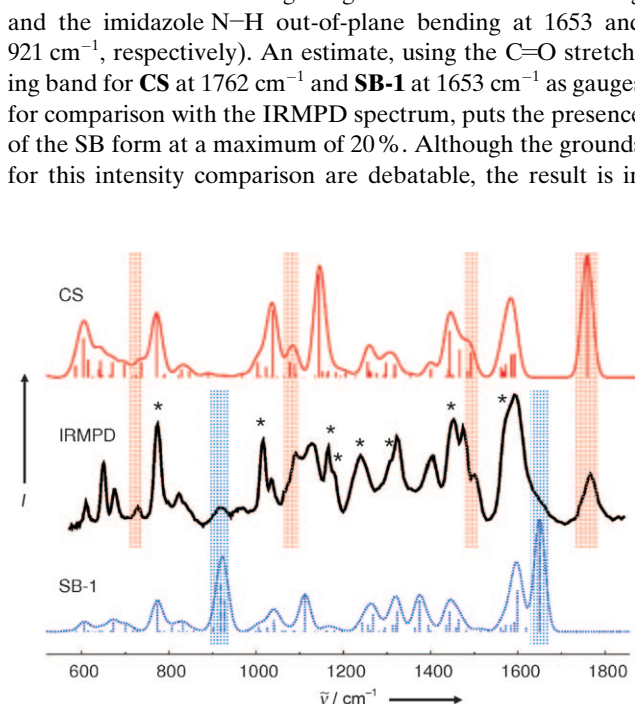 and the imidazole N−H out-of-plane bending at 1653 and
921 cm⁻¹, respectively). An estimate, using the C=O stretch-
ing band for CS at 1762 cm⁻¹ and SB-1 at 1653 cm⁻¹ as gauges
for comparison with the IRMPD spectrum, puts the presence
of the SB form at a maximum of 20 %. Although the grounds
for this intensity comparison are debatable, the result is in
CS
IRMPD
* * * * * * * *
I
SB-1
600 800 1000 1200 1400 1600 1800
ν̃ / cm⁻¹